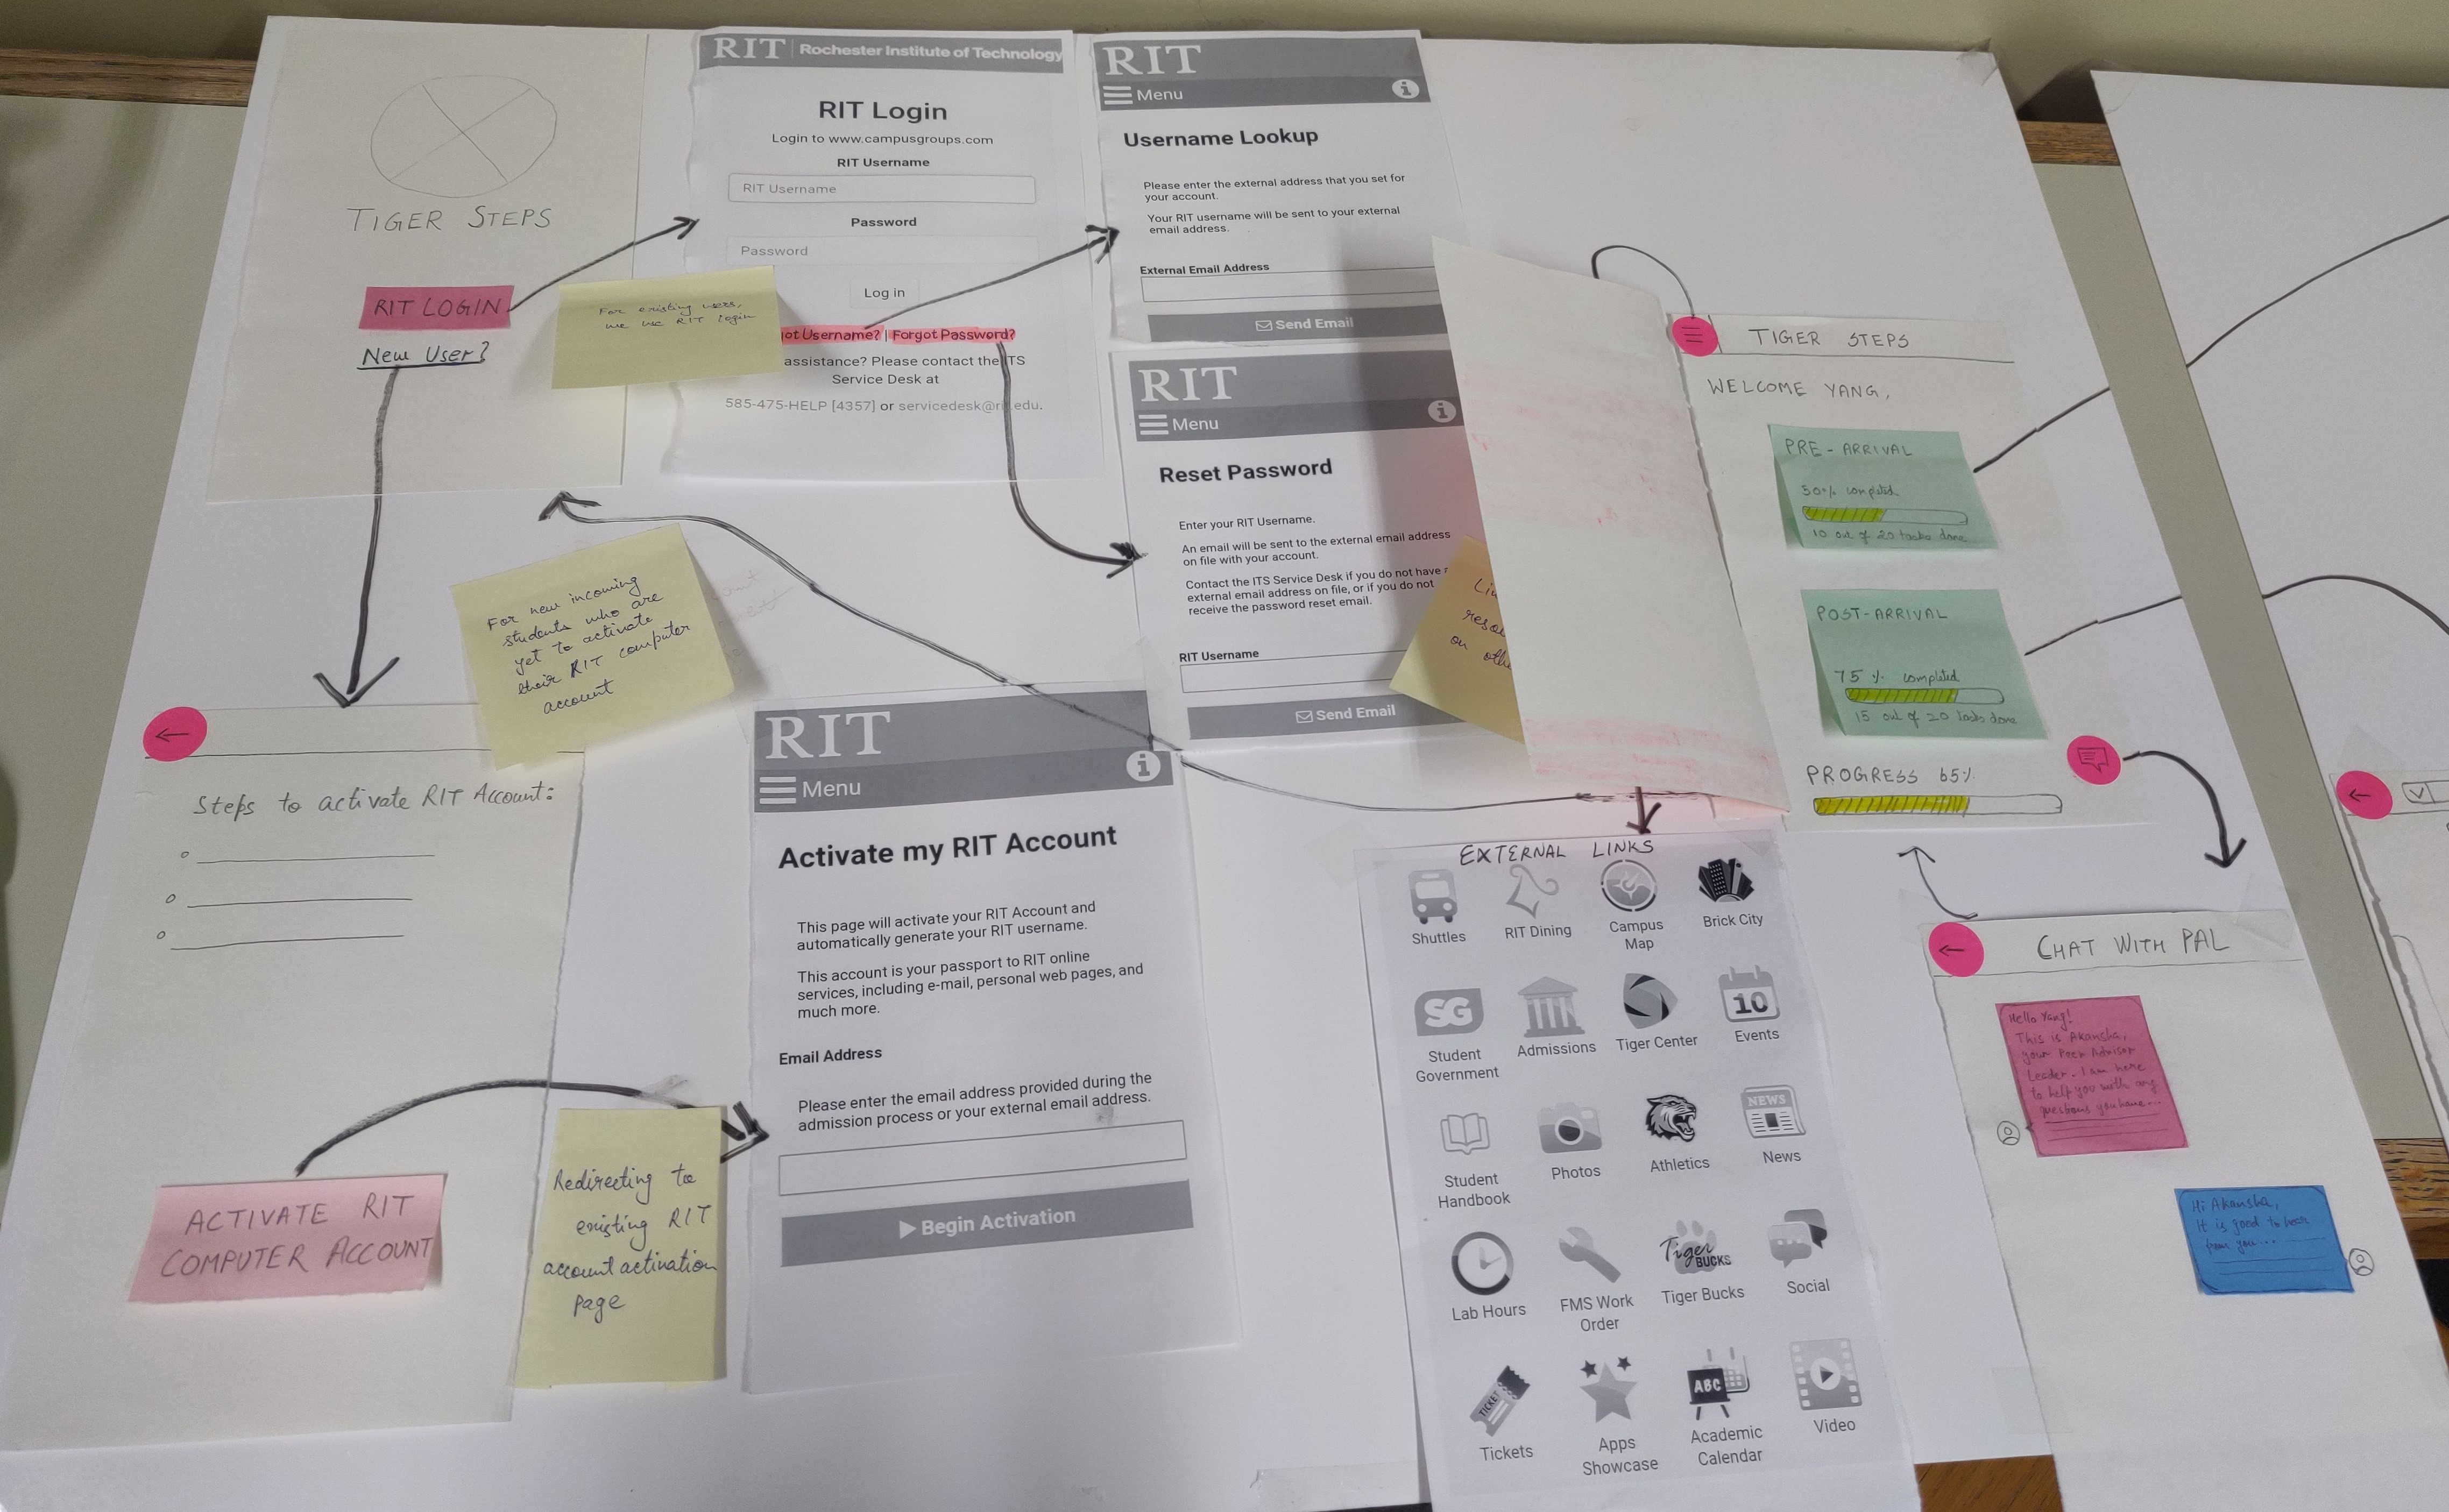 TIGER STEPS
RIT LOGIN
New User?
RIT | Rochester Institute of Technology
RIT Login
Login to www.campusgroups.com
RIT Username
RIT Username
Password
Password
Log in
ot Username? | Forgot Password?
assistance? Please contact the ITS
Service Desk at
585-475-HELP [4357] or servicedesk@rit.edu.
For existing users,
we use RIT login
RIT
Menu
Username Lookup
Please enter the external address that you set for
your account.
Your RIT username will be sent to your external
email address.
External Email Address
Send Email
RIT
Menu
Reset Password
Enter your RIT Username.
An email will be sent to the external email address
on file with your account.
Contact the ITS Service Desk if you do not have
external email address on file, or if you do not
receive the password reset email.
RIT Username
Send Email
on
TIGER STEPS
WELCOME YANG,
PRE-ARRIVAL
50% completed
10 out of 20 tasks done
POST-ARRIVAL
75% completed
15 out of 20 tasks done
PROGRESS 65%
For new incoming
students who are
yet to activate
their RIT computer
account
Steps to activate RIT Account:
ACTIVATE RIT
COMPUTER ACCOUNT
Redirecting to
existing RIT
account activation
page
RIT
Menu
Activate my RIT Account
This page will activate your RIT Account and
automatically generate your RIT username.
This account is your passport to RIT online
services, including e-mail, personal web pages, and
much more.
Email Address
Please enter the email address provided during the
admission process or your external email address.
Begin Activation
EXTERNAL LINKS
Shuttles
RIT Dining
Campus
Map
Brick City
SG
10
Student
Government
Admissions
Tiger Center
Events
NEWS
Student
Handbook
Photos
Athletics
News
Tiger
BUCKS
Lab Hours
FMS Work
Order
Tiger Bucks
Social
TICKET
ABC
Tickets
Apps
Showcase
Academic
Calendar
Video
CHAT WITH PAL
Hello Yang!
This is Akansha,
your Peer Advisor
Leader. I am here
to help you with any
questions you have...
Hi Akansha,
It is good to hear
from you...